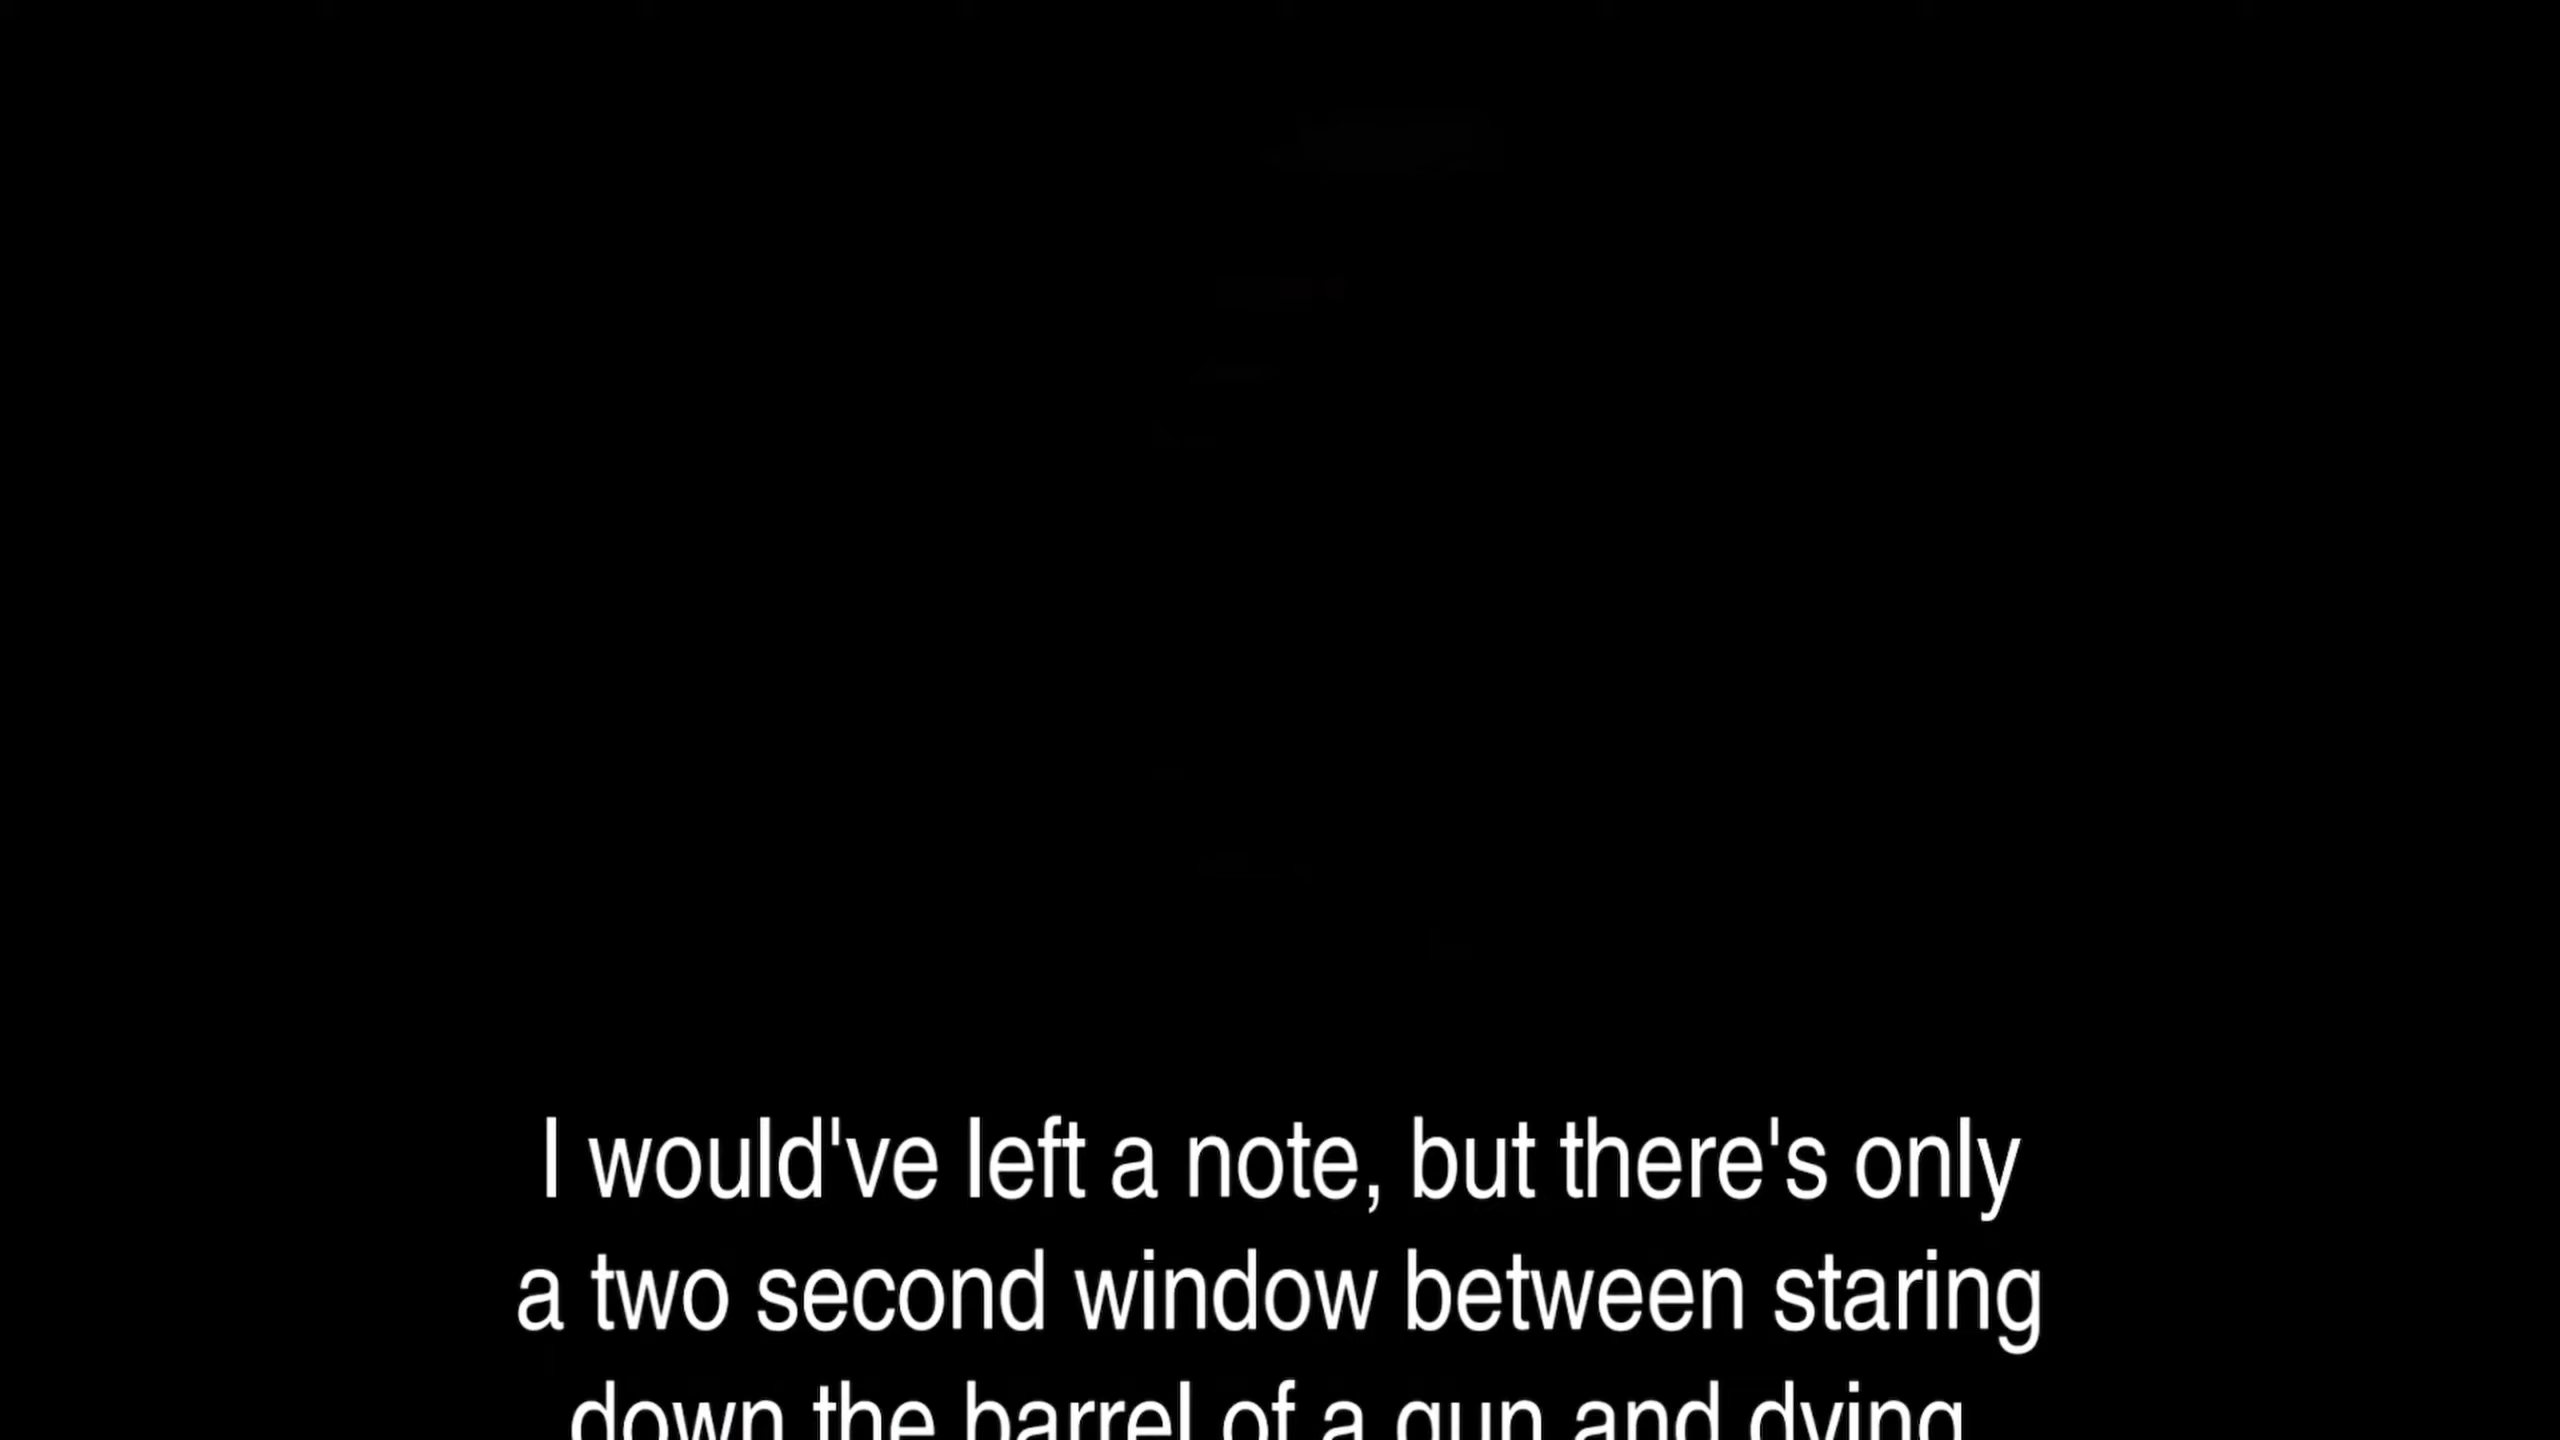 I would've left a note, but there's only
a two second window between staring
down the barrel of a gun and dying